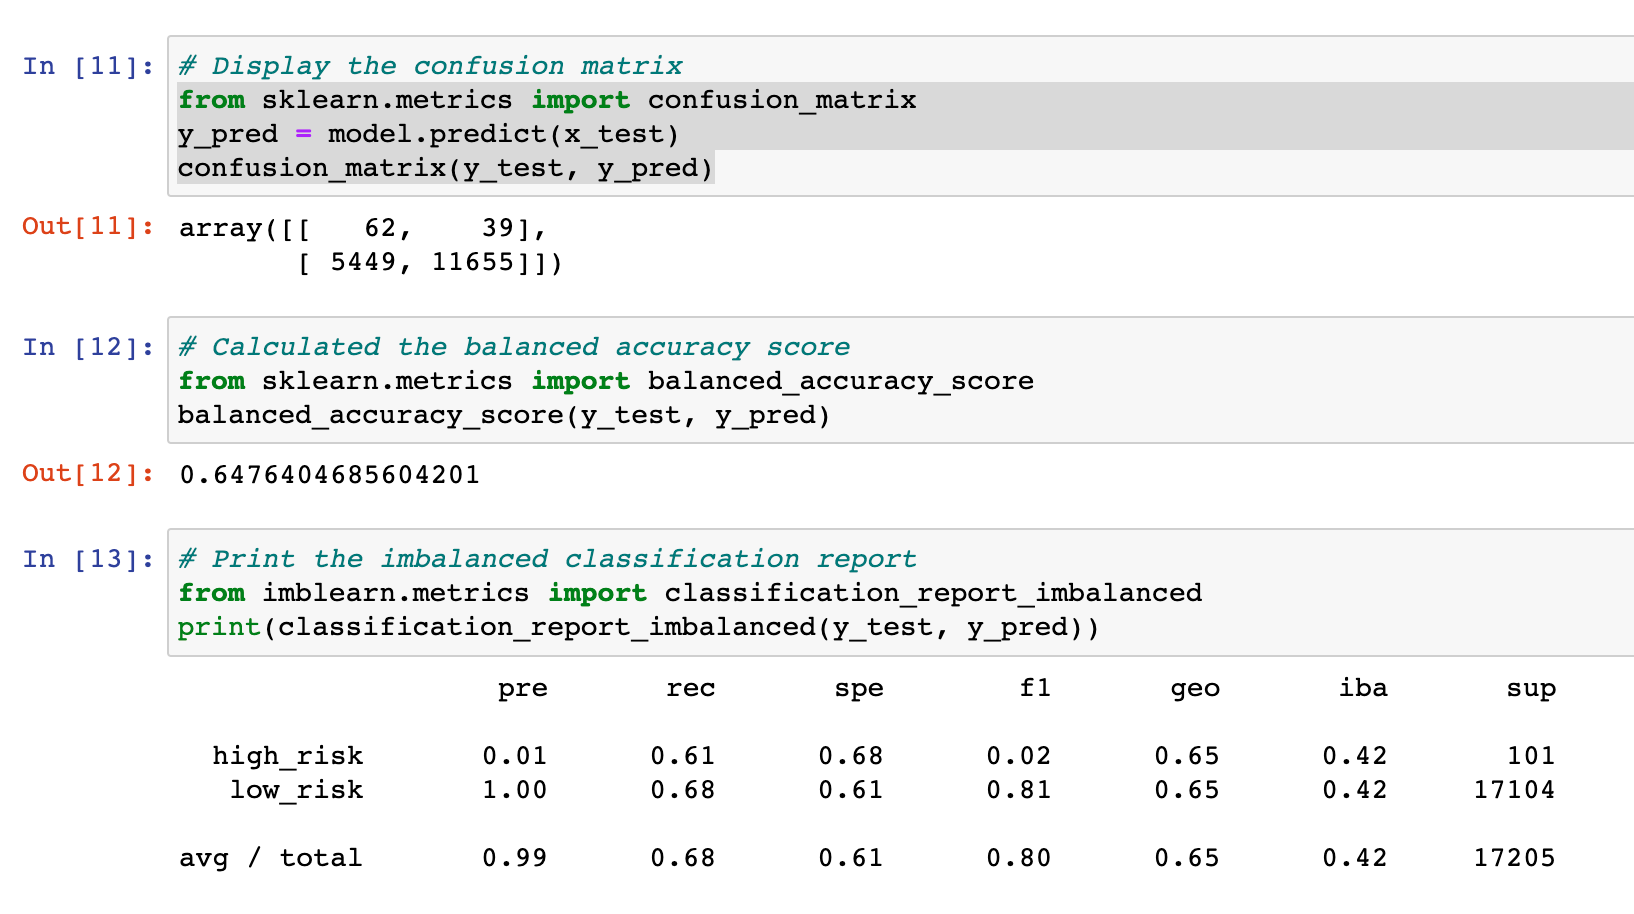 In [11]: # Display the confusion matrix
from sklearn.metrics import confusion_matrix
y_pred = model.predict(x_test)
confusion_matrix(y_test, y_pred)
Out[11]: array([[   62,    39],
       [ 5449, 11655]])
In [12]: # Calculated the balanced accuracy score
from sklearn.metrics import balanced_accuracy_score
balanced_accuracy_score(y_test, y_pred)
Out[12]: 0.6476404685604201
In [13]: # Print the imbalanced classification report
from imblearn.metrics import classification_report_imbalanced
print(classification_report_imbalanced(y_test, y_pred))
pre rec spe f1 geo iba sup
high_risk 0.01 0.61 0.68 0.02 0.65 0.42 101
low_risk 1.00 0.68 0.61 0.81 0.65 0.42 17104
avg / total 0.99 0.68 0.61 0.80 0.65 0.42 17205